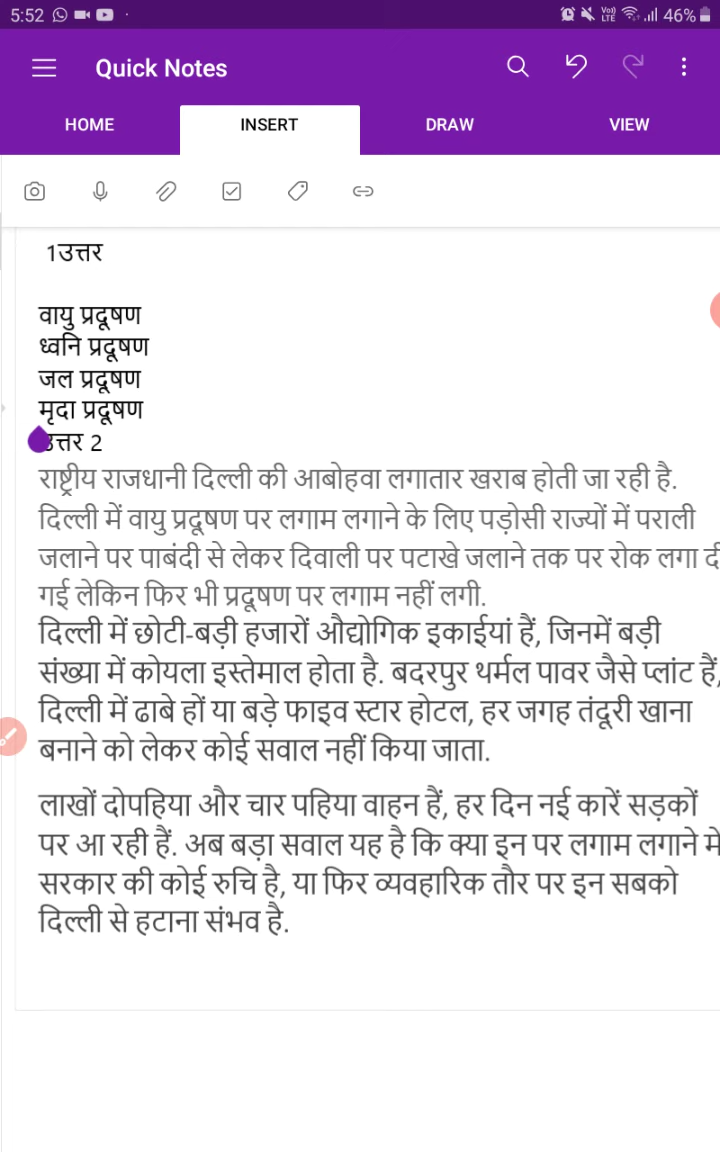 5:52
Vo)) LTE 46%
Quick Notes
HOME INSERT DRAW VIEW
1उत्तर
वायु प्रदूषण
ध्वनि प्रदूषण
जल प्रदूषण
मृदा प्रदूषण
उत्तर 2
राष्ट्रीय राजधानी दिल्ली की आबोहवा लगातार खराब होती जा रही है.
दिल्ली में वायु प्रदूषण पर लगाम लगाने के लिए पड़ोसी राज्यों में पराली
जलाने पर पाबंदी से लेकर दिवाली पर पटाखे जलाने तक पर रोक लगा दी
गई लेकिन फिर भी प्रदूषण पर लगाम नहीं लगी.
दिल्ली में छोटी-बड़ी हजारों औद्योगिक इकाईयां हैं, जिनमें बड़ी
संख्या में कोयला इस्तेमाल होता है. बदरपुर थर्मल पावर जैसे प्लांट हैं,
दिल्ली में ढाबे हों या बड़े फाइव स्टार होटल, हर जगह तंदूरी खाना
बनाने को लेकर कोई सवाल नहीं किया जाता.
लाखों दोपहिया और चार पहिया वाहन हैं, हर दिन नई कारें सड़कों
पर आ रही हैं. अब बड़ा सवाल यह है कि क्या इन पर लगाम लगाने में
सरकार की कोई रुचि है, या फिर व्यवहारिक तौर पर इन सबको
दिल्ली से हटाना संभव है.